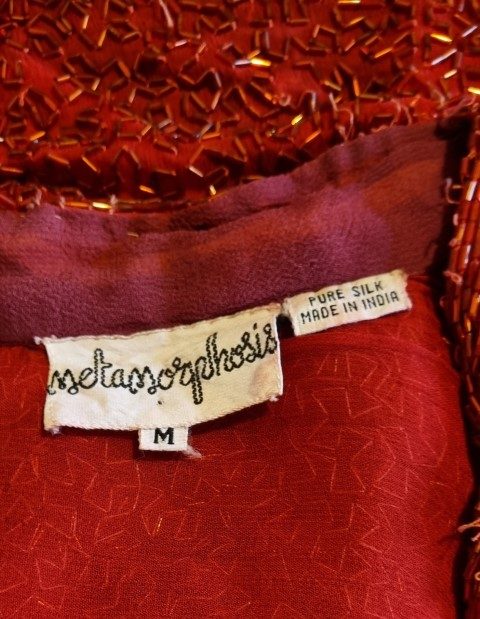 metamorphosis
PURE SILK
MADE IN INDIA
M